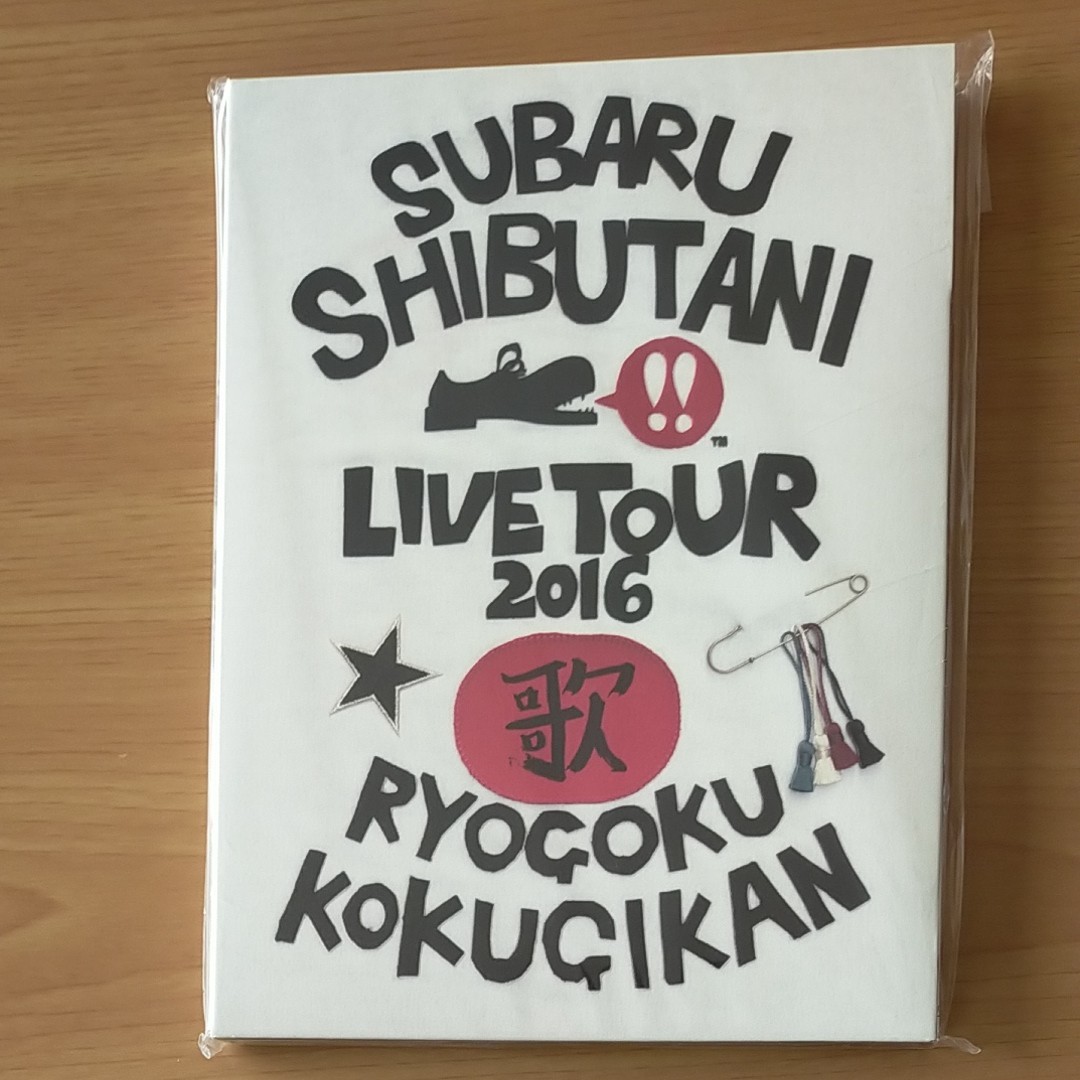 SUBARU
SHIBUTANI
!!
TM
LIVE TOUR
2016
歌
RYOGOKU
KOKUGIKAN